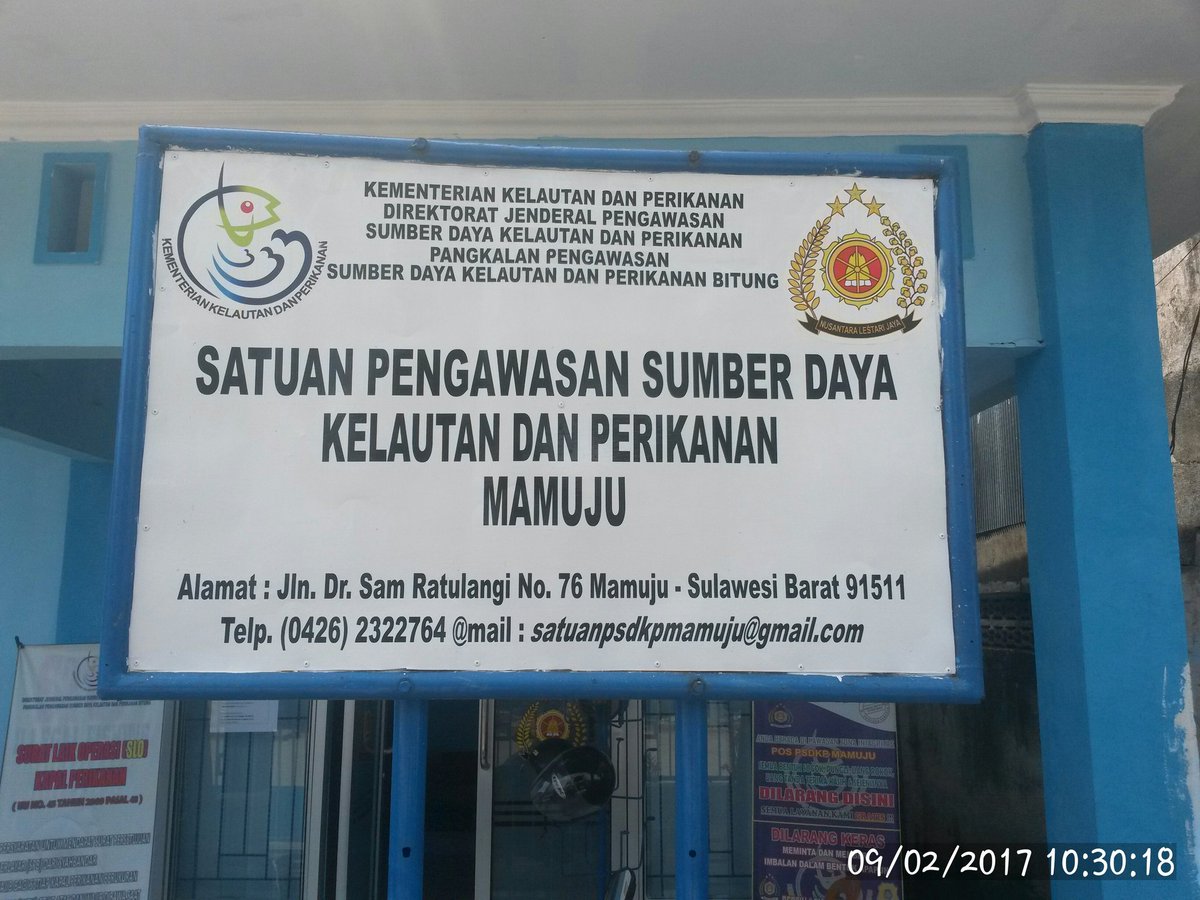 KEMENTERIAN KELAUTAN DAN PERIKANAN
DIREKTORAT JENDERAL PENGAWASAN
SUMBER DAYA KELAUTAN DAN PERIKANAN
PANGKALAN PENGAWASAN
SUMBER DAYA KELAUTAN DAN PERIKANAN BITUNG
KEMENTERIAN KELAUTAN DAN PERIKANAN
NUSANTARA LESTARI JAYA
SATUAN PENGAWASAN SUMBER DAYA
KELAUTAN DAN PERIKANAN
MAMUJU
Alamat : Jln. Dr. Sam Ratulangi No. 76 Mamuju - Sulawesi Barat 91511
Telp. (0426) 2322764 @mail : satuanpsdkpmamuju@gmail.com
SURAT LAIK OPERASI (SLO)
KAPAL PERIKANAN
POS PSDKP MAMUJU
DILARANG DISINI
DILARANG KERAS
MEMINTA DAN
IMBALAN DALAM
09/02/2017 10:30:18